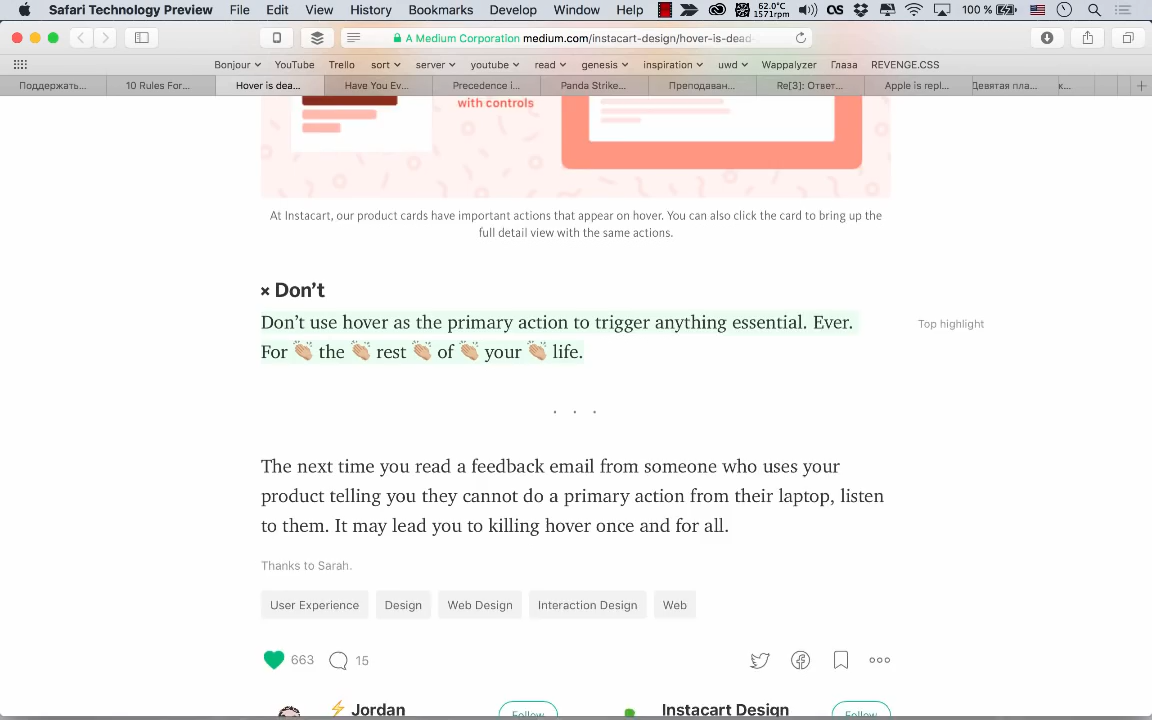 Safari Technology Preview File Edit View History Bookmarks Develop Window Help 62.0°C 1571rpm 100 %
A Medium Corporation medium.com/instacart-design/hover-is-dead-
Bonjour YouTube Trello sort server youtube read genesis inspiration uwd Wappalyzer Глаза REVENGE.CSS
Поддержать... 10 Rules For... Hover is dea... Have You Ev... Precedence i... Panda Strike... Преподаван... Re[3]: Ответ... Apple is repl... Девятая пла... к...
with controls
At Instacart, our product cards have important actions that appear on hover. You can also click the card to bring up the
full detail view with the same actions.
× Don’t
Don’t use hover as the primary action to trigger anything essential. Ever.
Top highlight
For 👏🏼 the 👏🏼 rest 👏🏼 of 👏🏼 your 👏🏼 life.
. . .
The next time you read a feedback email from someone who uses your
product telling you they cannot do a primary action from their laptop, listen
to them. It may lead you to killing hover once and for all.
Thanks to Sarah.
User Experience Design Web Design Interaction Design Web
663 15
⚡ Jordan Follow Instacart Design Follow